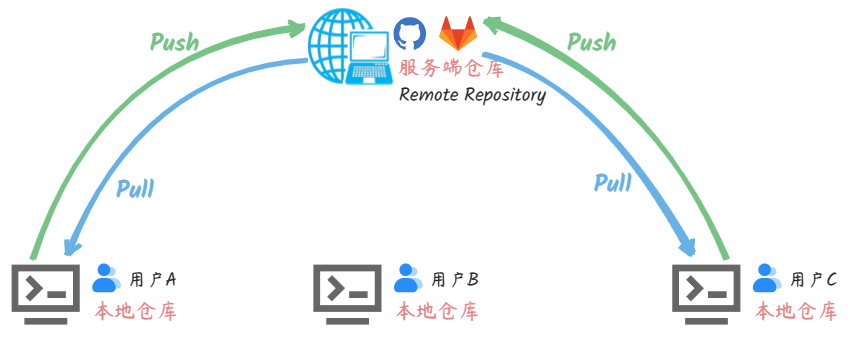 Push
Push
服务端仓库
Remote Repository
Pull
Pull
用户A
本地仓库
用户B
本地仓库
用户C
本地仓库